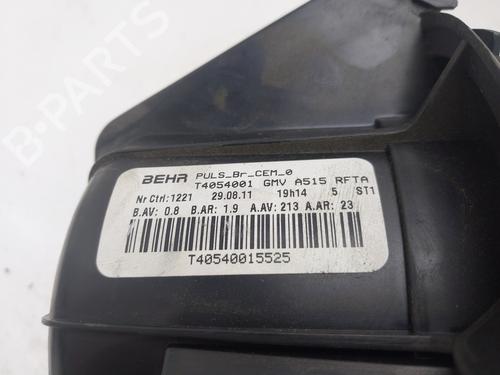 B-Parts
BEHR PULS_Br_CEM_0
T4054001 GMV A515 RFTA
Nr Ctrl:1221 29.08.11 19h14 5 ST1
B.AV: 0.8 B.AR: 1.9 A.AV: 213 A.AR: 23
T40540015525